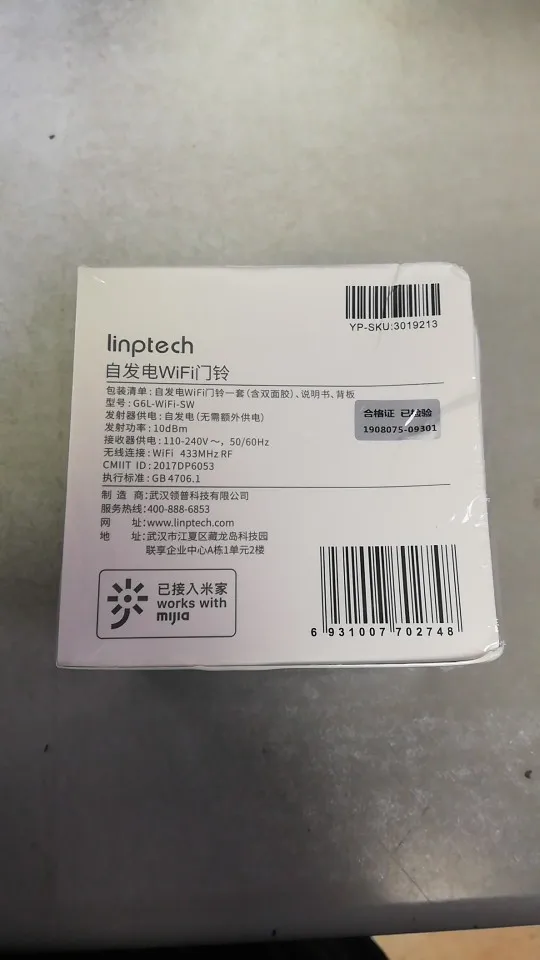 YP-SKU:3019213
linptech
自发电WiFi门铃
包装清单：自发电WiFi门铃一套(含双面胶)、说明书、背板
型号：G6L-WiFi-SW
发射器供电：自发电(无需额外供电)
发射功率：10dBm
接收器供电：110-240V～，50/60Hz
无线连接：WiFi 433MHz RF
CMIIT ID：2017DP6053
执行标准：GB 4706.1
合格证 已检验
1908075-09301
制 造 商：武汉领普科技有限公司
服务热线：400-888-6853
网 址：www.linptech.com
地 址：武汉市江夏区藏龙岛科技园
联享企业中心A栋1单元2楼
已接入米家
works with
mijia
6 931007 702748